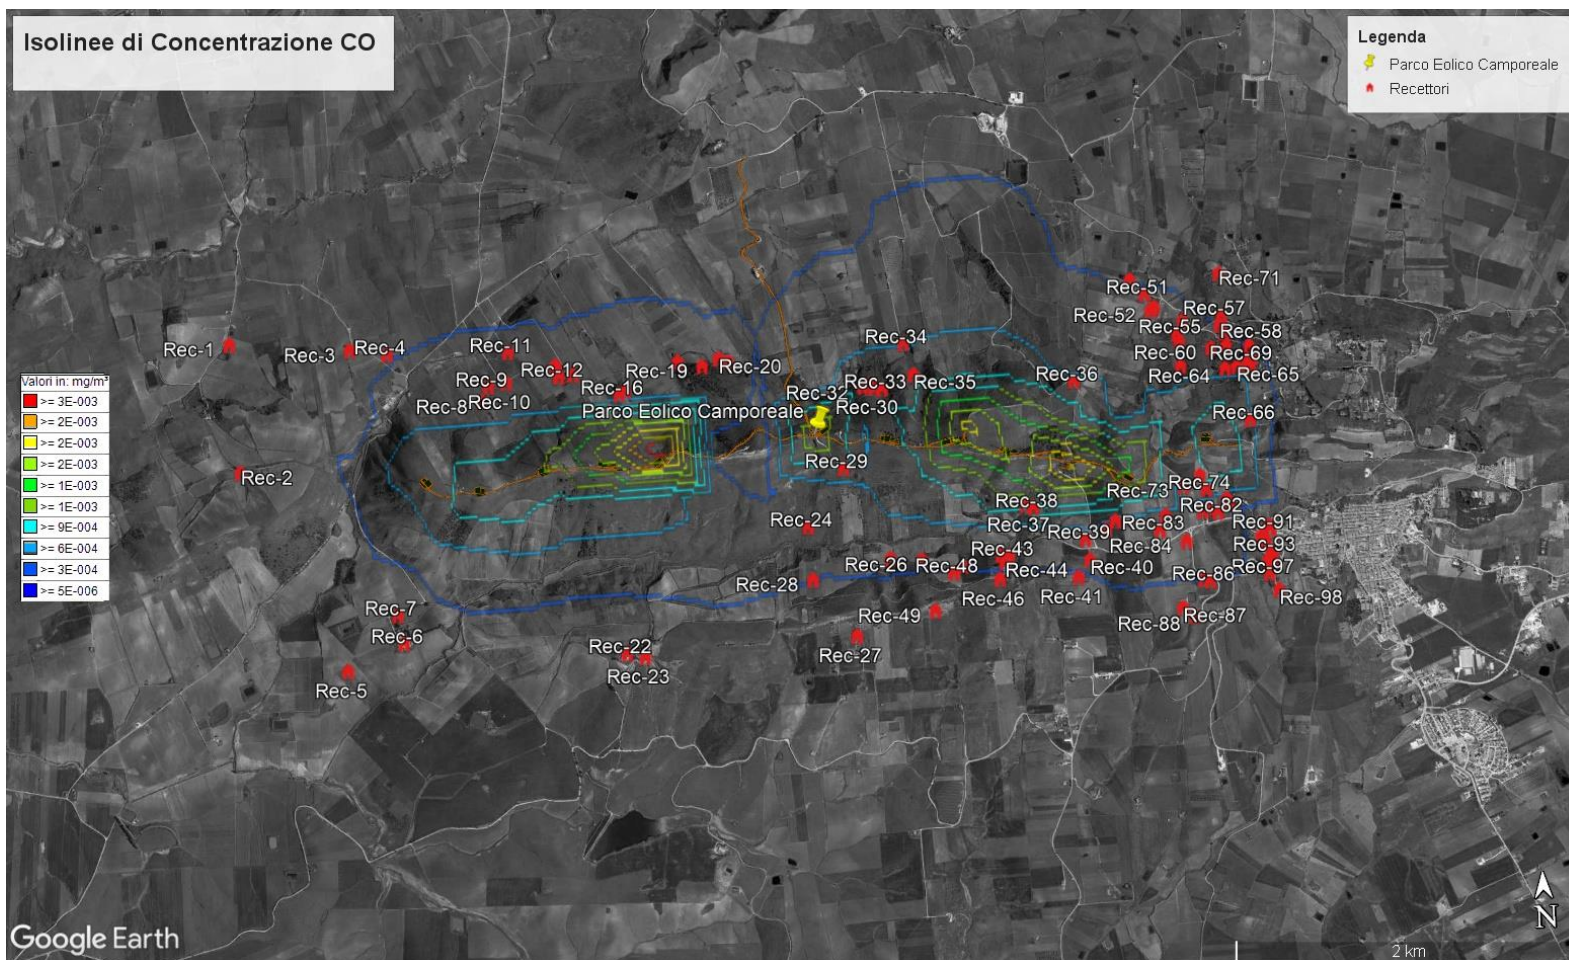 Isolinee di Concentrazione CO
Legenda
Parco Eolico Camporeale
Recettori
Rec-71
Rec-51
Rec-52
Rec-57
Rec-55
Rec-58
Rec-1
Rec-3
Rec-4
Rec-11
Rec-34
Rec-60
Rec-69
Rec-9
Rec-12
Rec-19
Rec-20
Rec-33
Rec-35
Rec-36
Rec-64
Rec-65
Rec-8
Rec-10
Rec-16
Rec-32
Rec-30
Parco Eolico Camporeale
Rec-66
Valori in: mg/m³
>= 3E-003
>= 2E-003
>= 2E-003
>= 2E-003
>= 1E-003
>= 1E-003
>= 9E-004
>= 6E-004
>= 3E-004
>= 5E-006
Rec-2
Rec-29
Rec-73
Rec-74
Rec-38
Rec-82
Rec-24
Rec-37
Rec-39
Rec-83
Rec-91
Rec-84
Rec-93
Rec-43
Rec-26
Rec-48
Rec-44
Rec-40
Rec-86
Rec-97
Rec-28
Rec-46
Rec-41
Rec-98
Rec-7
Rec-49
Rec-88
Rec-87
Rec-6
Rec-22
Rec-27
Rec-23
Rec-5
N
Google Earth
2 km